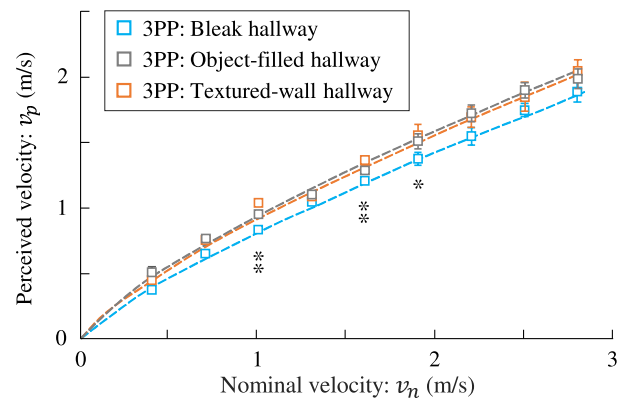 3PP: Bleak hallway
3PP: Object-filled hallway
3PP: Textured-wall hallway
Perceived velocity: 𝑣𝑝 (m/s)
2
1
0
**
**
*
0
1
2
3
Nominal velocity: 𝑣𝑛 (m/s)